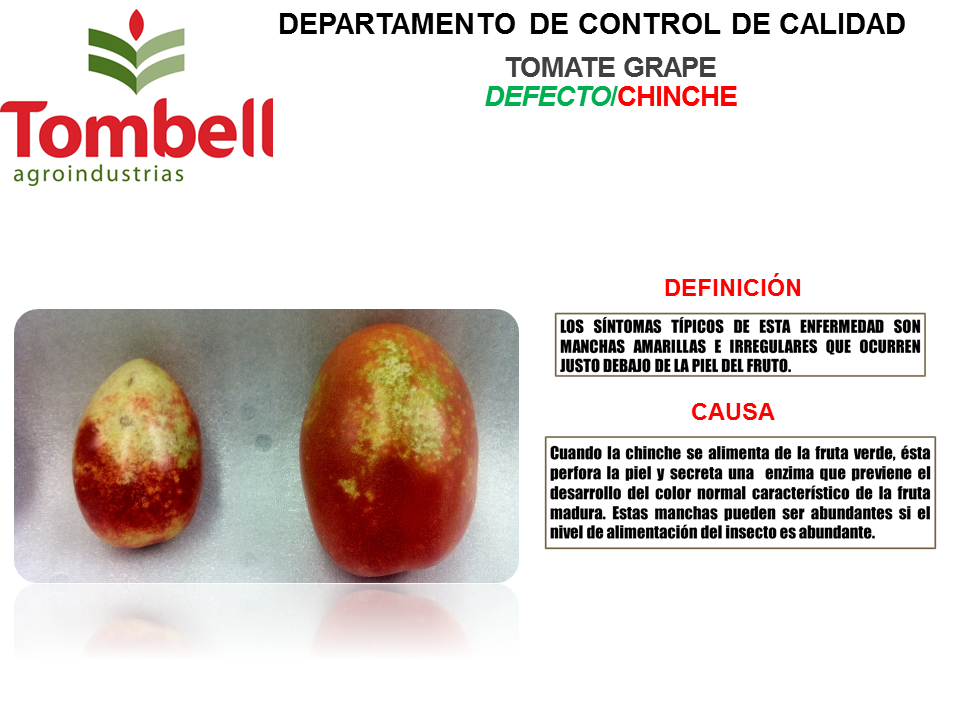 DEPARTAMENTO DE CONTROL DE CALIDAD
TOMATE GRAPE
DEFECTO/CHINCHE
Tombell
agroindustrias
DEFINICIÓN
LOS SÍNTOMAS TÍPICOS DE ESTA ENFERMEDAD SON
MANCHAS AMARILLAS E IRREGULARES QUE OCURREN
JUSTO DEBAJO DE LA PIEL DEL FRUTO.
CAUSA
Cuando la chinche se alimenta de la fruta verde, ésta
perfora la piel y secreta una enzima que previene el
desarrollo del color normal característico de la fruta
madura. Estas manchas pueden ser abundantes si el
nivel de alimentación del insecto es abundante.